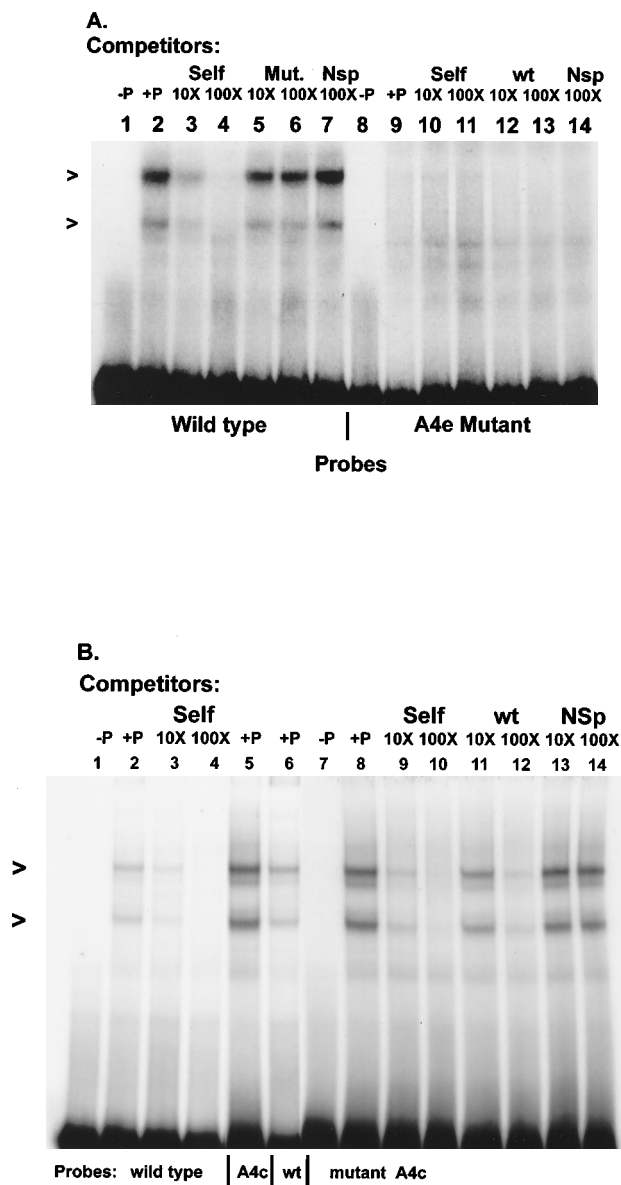 A.
Competitors:
Self Mut. Nsp Self wt Nsp
-P +P 10X 100X 10X 100X 100X -P +P 10X 100X 10X 100X 100X
1 2 3 4 5 6 7 8 9 10 11 12 13 14
>
>
Wild type | A4e Mutant
Probes
B.
Competitors:
Self Self wt NSp
-P +P 10X 100X +P +P -P +P 10X 100X 10X 100X 10X 100X
1 2 3 4 5 6 7 8 9 10 11 12 13 14
>
>
Probes: wild type | A4c | wt | mutant A4c